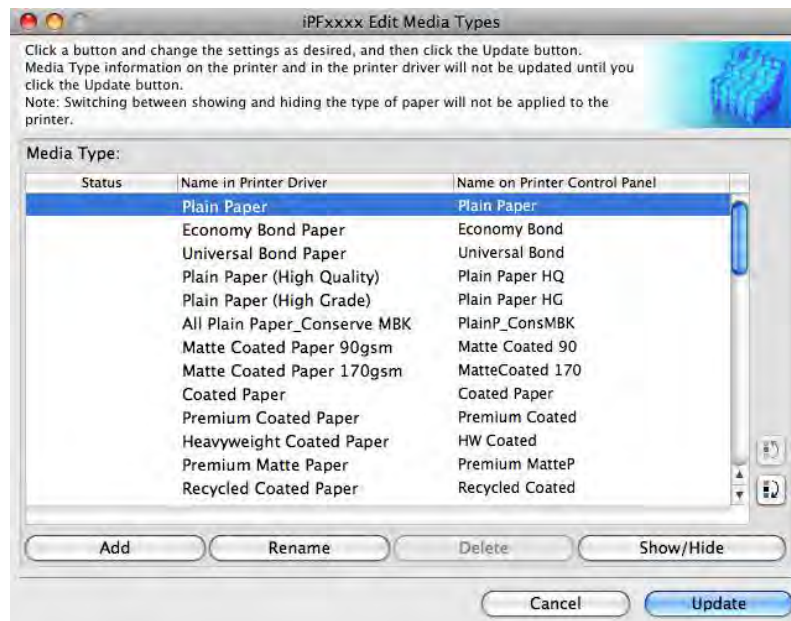 iPFxxxx Edit Media Types
Click a button and change the settings as desired, and then click the Update button.
Media Type information on the printer and in the printer driver will not be updated until you
click the Update button.
Note: Switching between showing and hiding the type of paper will not be applied to the
printer.
Media Type:
Status Name in Printer Driver Name on Printer Control Panel
Plain Paper Plain Paper
Economy Bond Paper Economy Bond
Universal Bond Paper Universal Bond
Plain Paper (High Quality) Plain Paper HQ
Plain Paper (High Grade) Plain Paper HG
All Plain Paper_Conserve MBK PlainP_ConsMBK
Matte Coated Paper 90gsm Matte Coated 90
Matte Coated Paper 170gsm MatteCoated 170
Coated Paper Coated Paper
Premium Coated Paper Premium Coated
Heavyweight Coated Paper HW Coated
Premium Matte Paper Premium MatteP
Recycled Coated Paper Recycled Coated
Add Rename Delete Show/Hide
Cancel Update